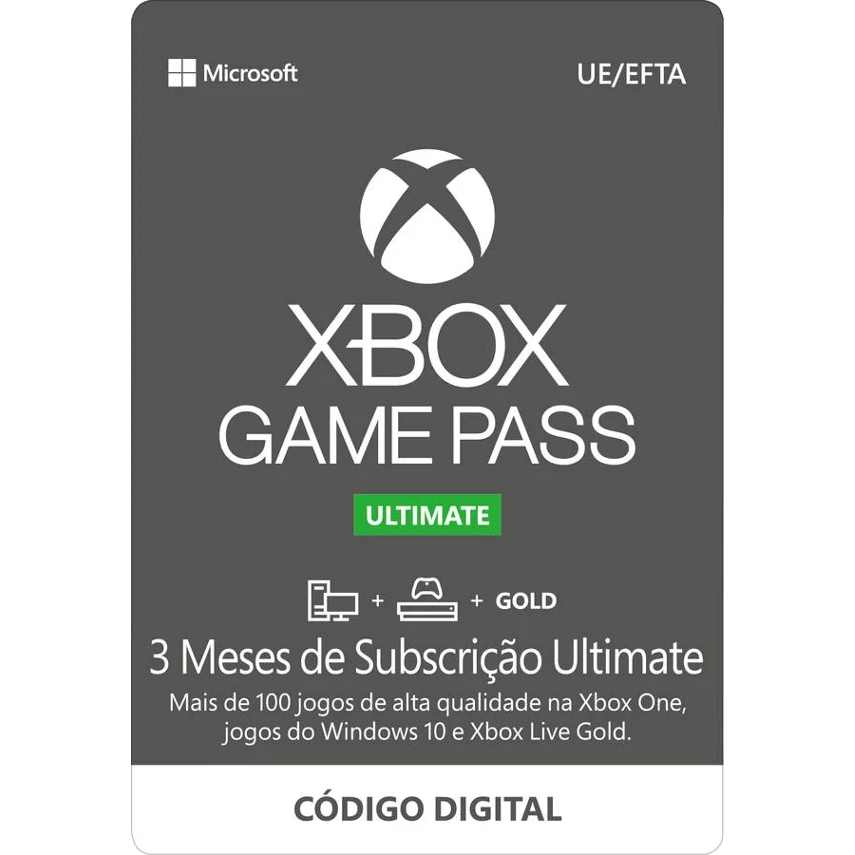 Microsoft
UE/EFTA
XBOX
GAME PASS
ULTIMATE
+ + GOLD
3 Meses de Subscrição Ultimate
Mais de 100 jogos de alta qualidade na Xbox One,
jogos do Windows 10 e Xbox Live Gold.
CÓDIGO DIGITAL